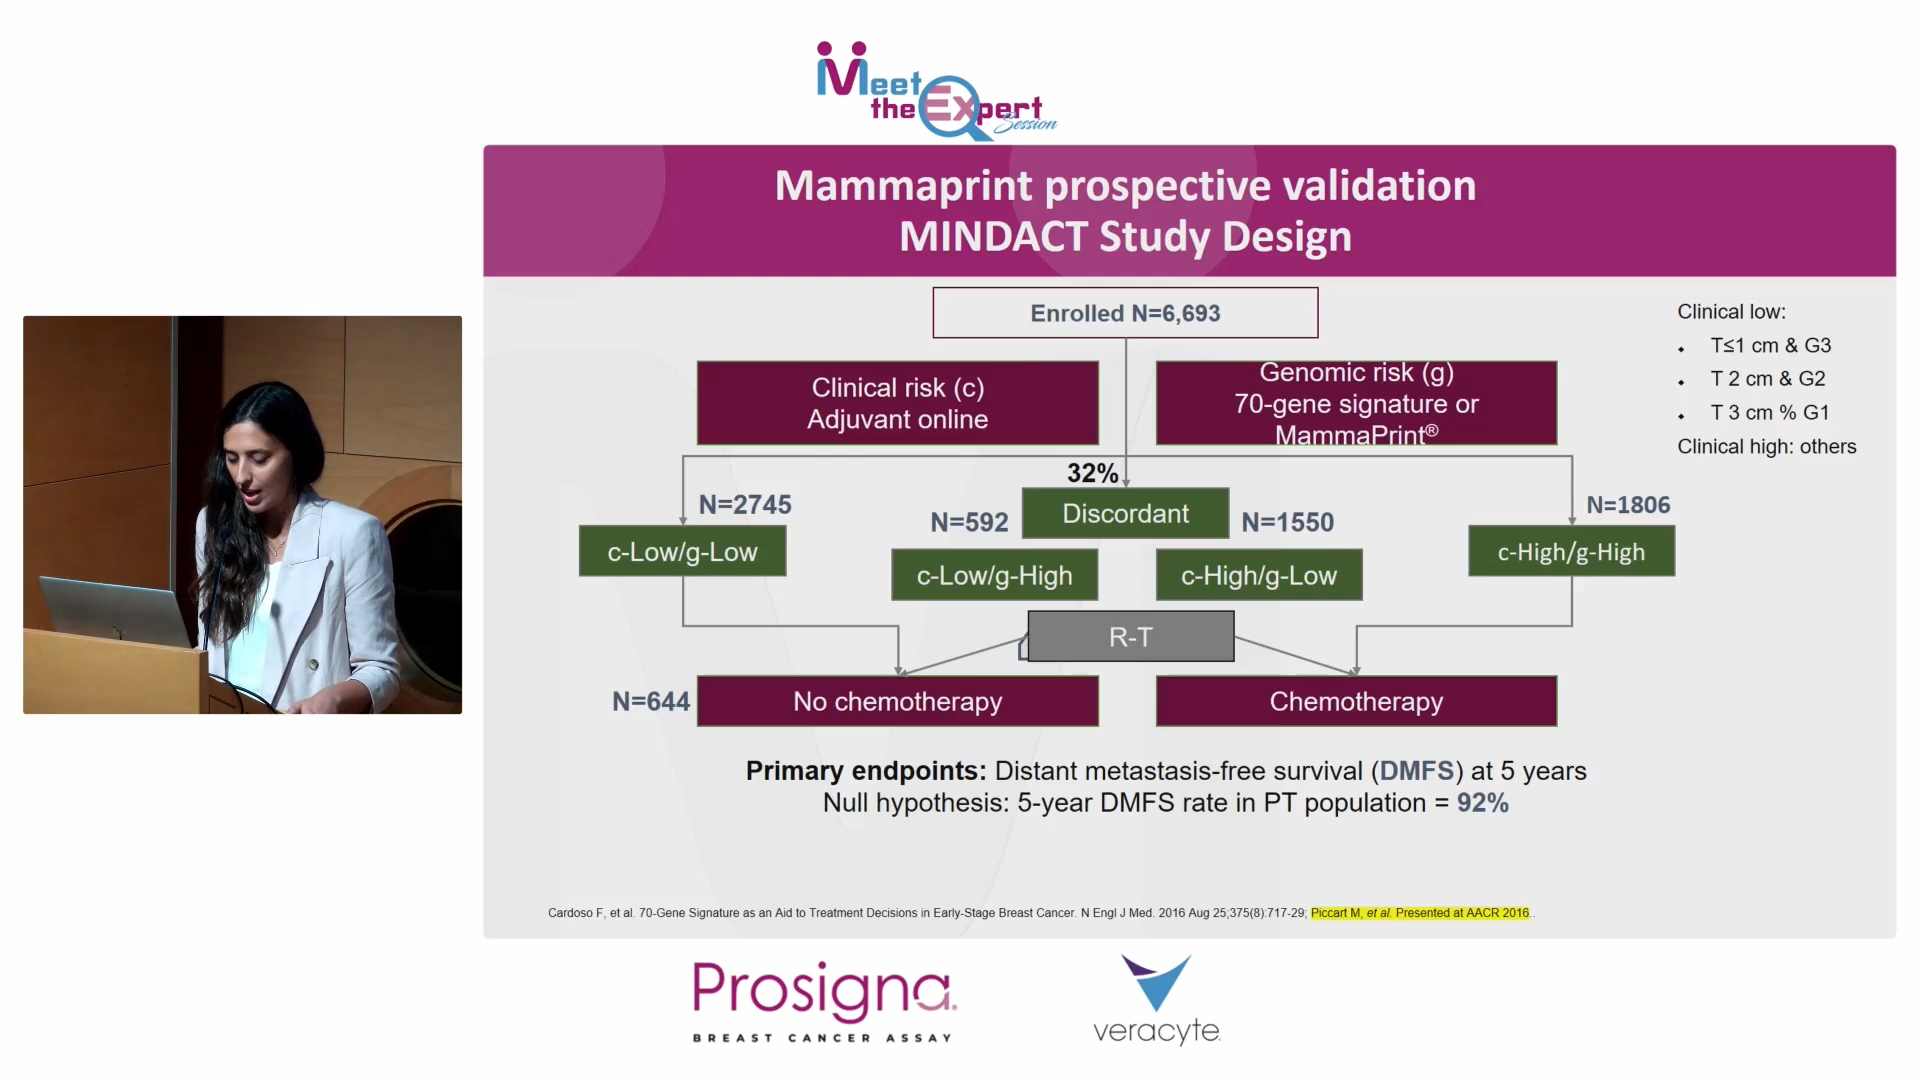 Meet
the Expert
Session
Mammaprint prospective validation
MINDACT Study Design
Enrolled N=6,693
Clinical risk (c)
Adjuvant online
Genomic risk (g)
70-gene signature or
MammaPrint®
Clinical low:
• T≤1 cm & G3
• T 2 cm & G2
• T 3 cm % G1
Clinical high: others
32%
Discordant
N=2745
N=592
N=1550
N=1806
c-Low/g-Low
c-Low/g-High
c-High/g-Low
c-High/g-High
R-T
N=644
No chemotherapy
Chemotherapy
Primary endpoints: Distant metastasis-free survival (DMFS) at 5 years
Null hypothesis: 5-year DMFS rate in PT population = 92%
Cardoso F, et al. 70-Gene Signature as an Aid to Treatment Decisions in Early-Stage Breast Cancer. N Engl J Med. 2016 Aug 25;375(8):717-29; Piccart M, et al. Presented at AACR 2016..
Prosigna.
BREAST CANCER ASSAY
veracyte.